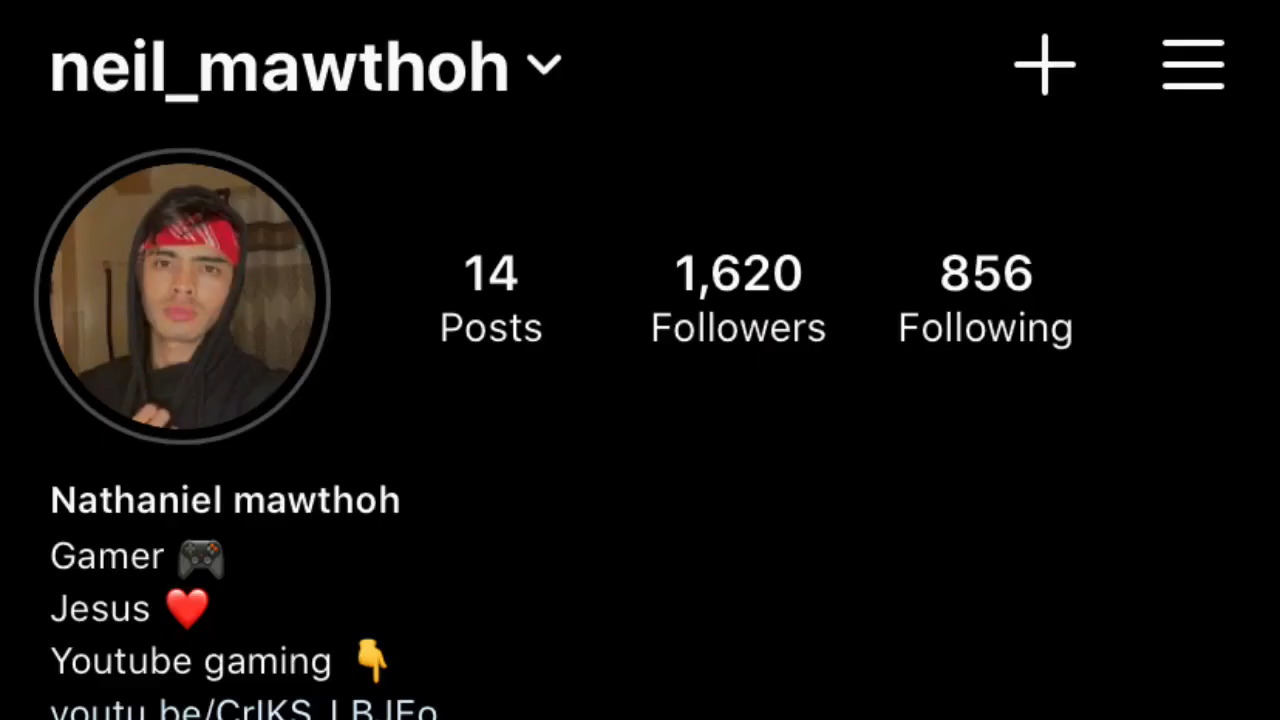 neil_mawthoh
14 1,620 856
Posts Followers Following
Nathaniel mawthoh
Gamer 🎮
Jesus ❤️
Youtube gaming 👇